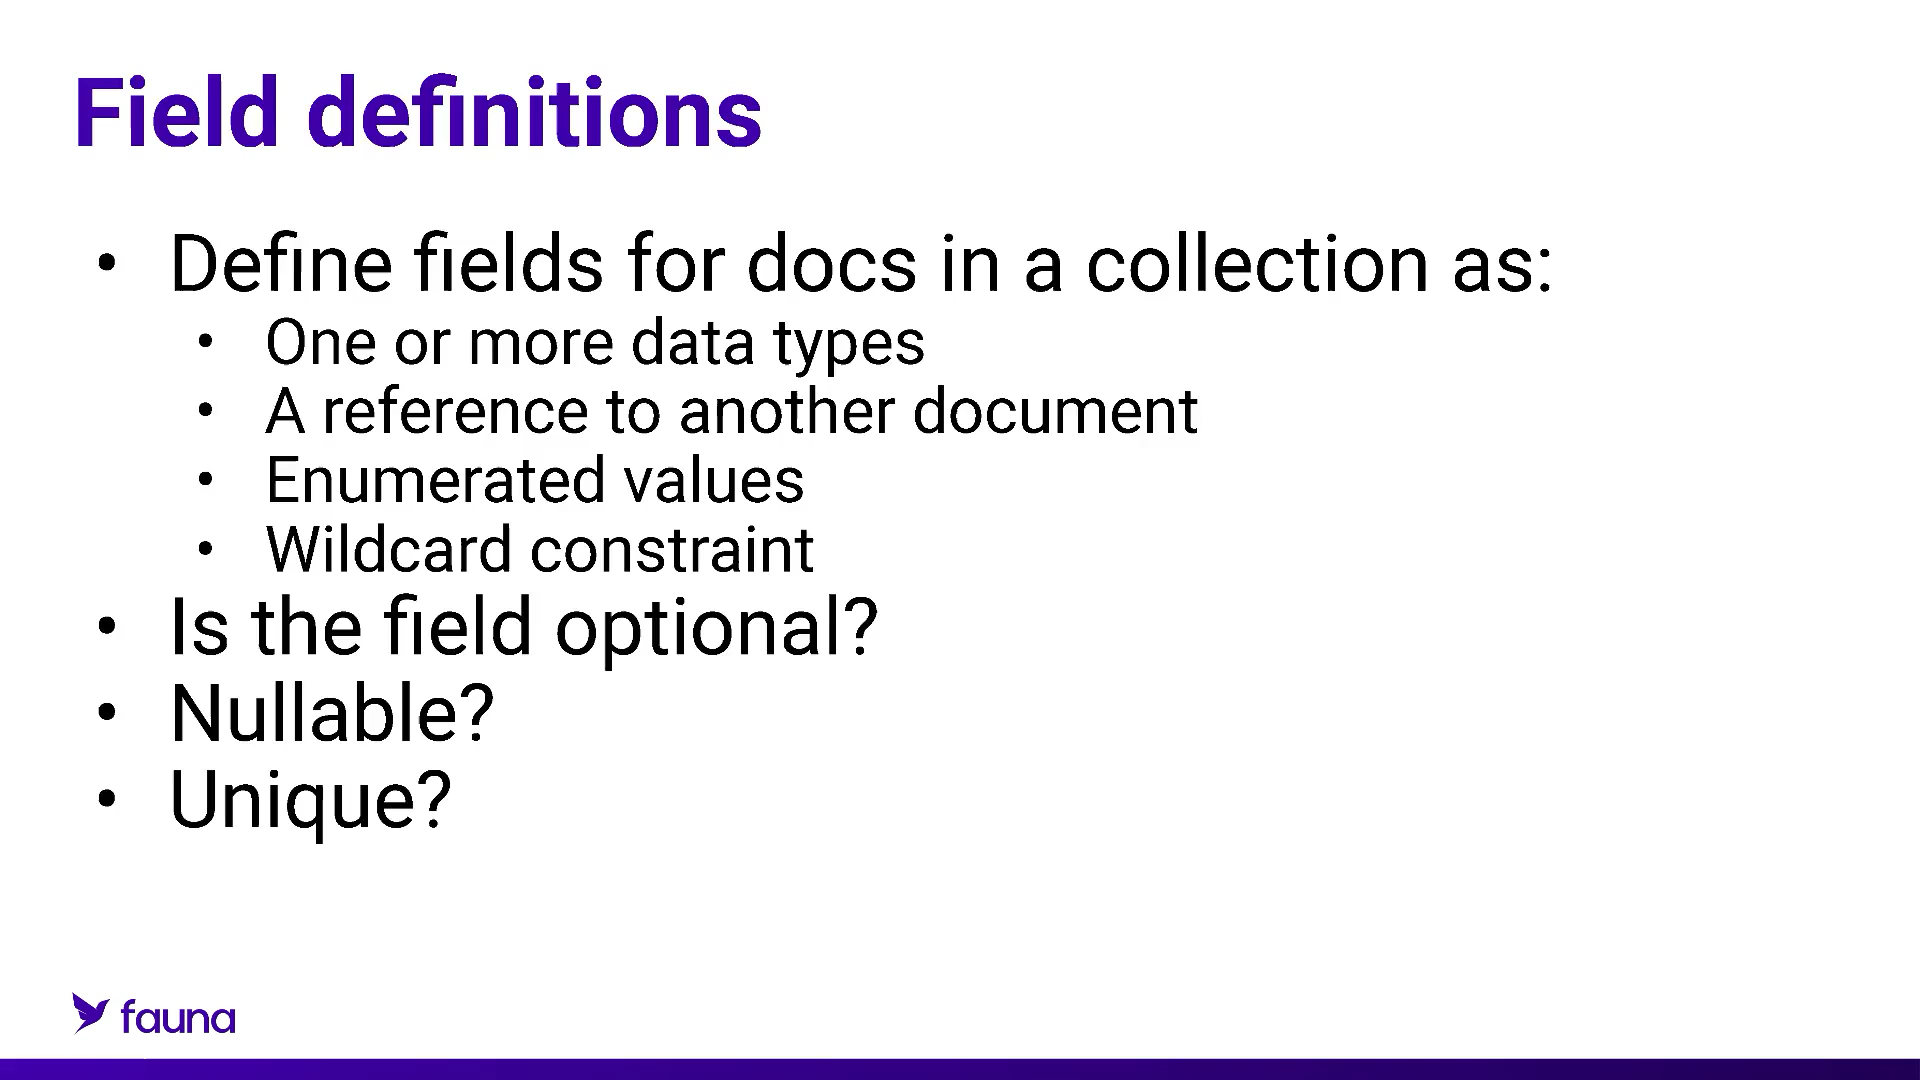 Field definitions
• Define fields for docs in a collection as:
• One or more data types
• A reference to another document
• Enumerated values
• Wildcard constraint
• Is the field optional?
• Nullable?
• Unique?
fauna